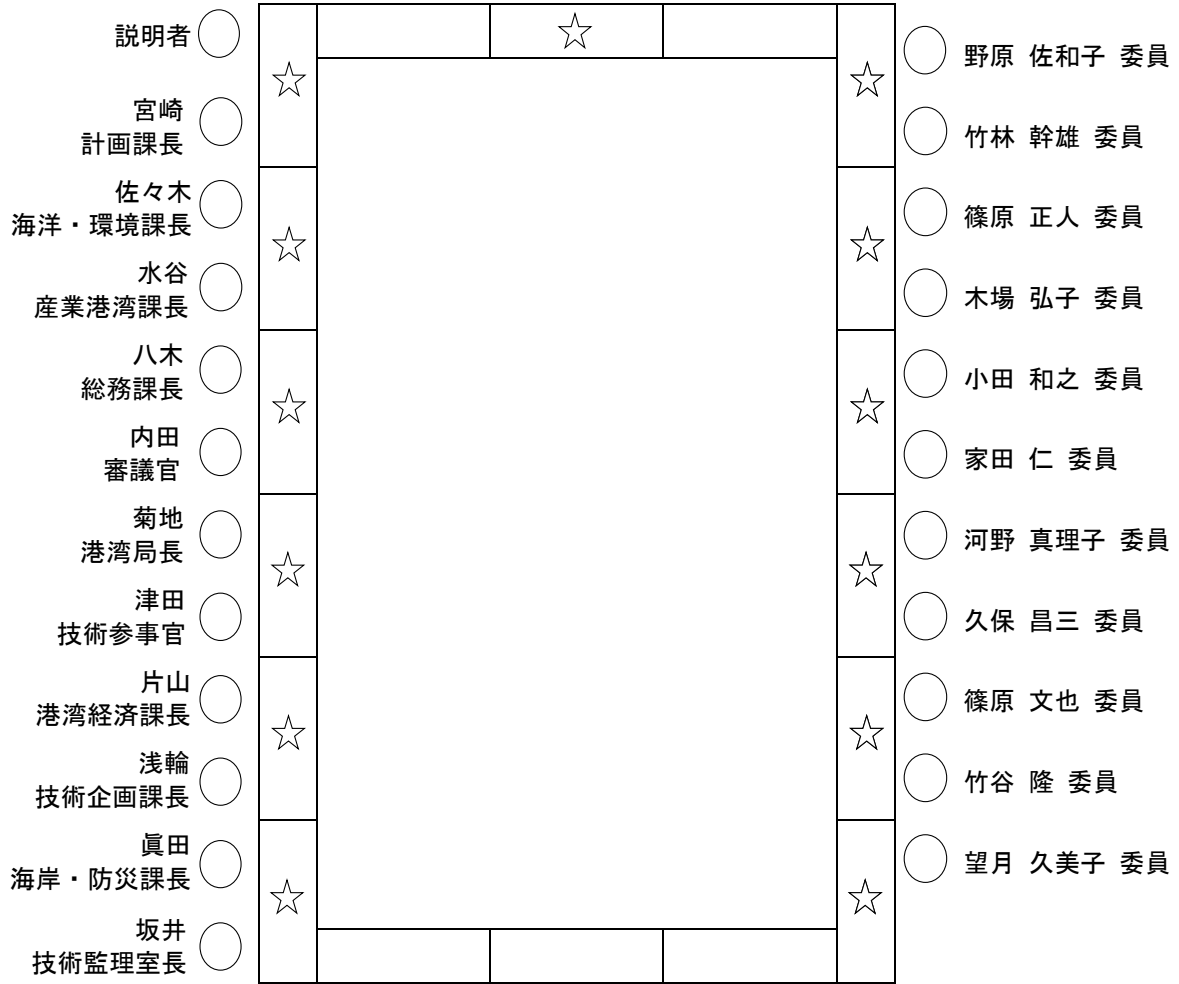 説明者
宮崎
計画課長
佐々木
海洋・環境課長
水谷
産業港湾課長
八木
総務課長
内田
審議官
菊地
港湾局長
津田
技術参事官
片山
港湾経済課長
浅輪
技術企画課長
眞田
海岸・防災課長
坂井
技術監理室長
☆
☆
☆
☆
☆
☆
☆
☆
☆
☆
☆
☆
☆
野原 佐和子 委員
竹林 幹雄 委員
篠原 正人 委員
木場 弘子 委員
小田 和之 委員
家田 仁 委員
河野 真理子 委員
久保 昌三 委員
篠原 文也 委員
竹谷 隆 委員
望月 久美子 委員